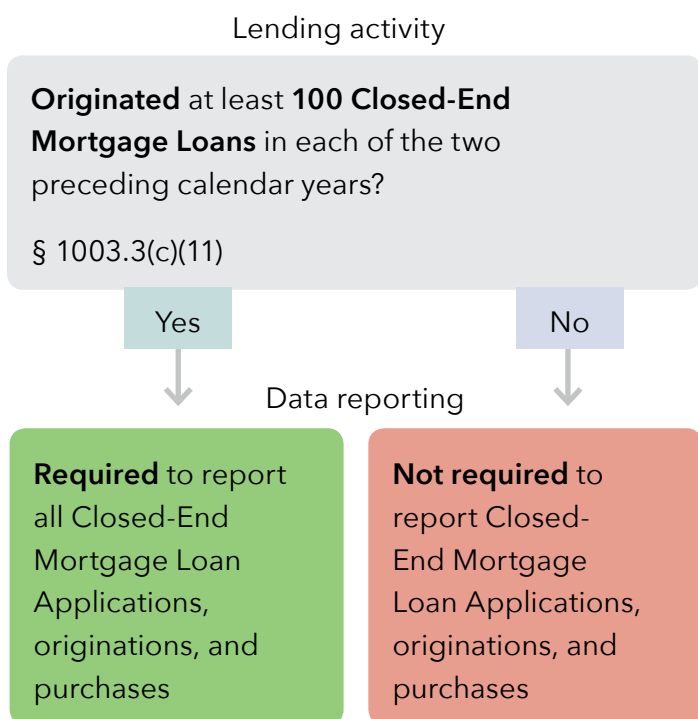 Lending activity
Originated at least 100 Closed-End
Mortgage Loans in each of the two
preceding calendar years?
§ 1003.3(c)(11)
Yes
No
Data reporting
Required to report
all Closed-End
Mortgage Loan
Applications,
originations, and
purchases
Not required to
report Closed-
End Mortgage
Loan Applications,
originations, and
purchases